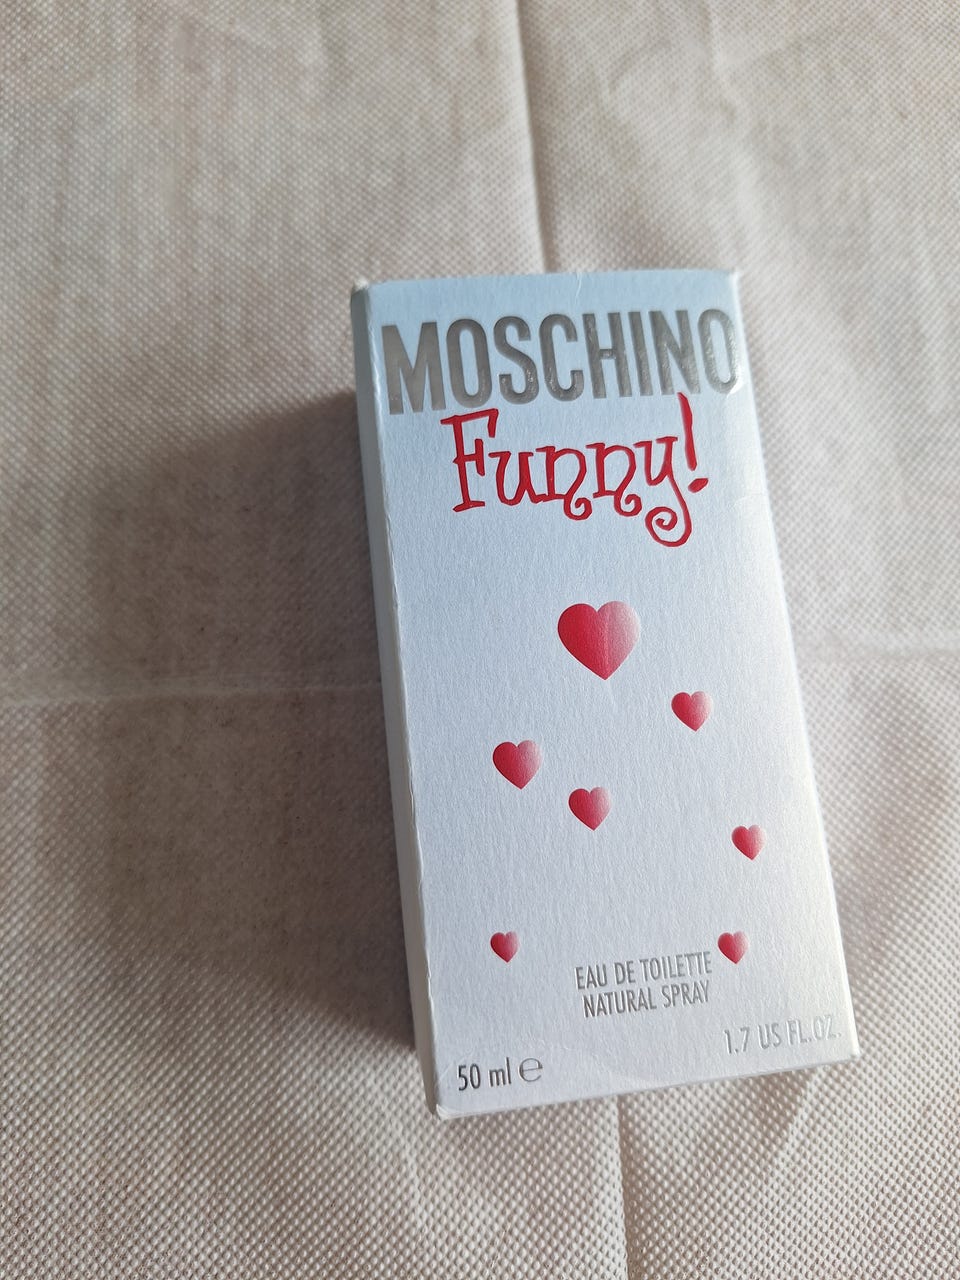 MOSCHINO
Funny!
EAU DE TOILETTE
NATURAL SPRAY
1.7 US FL.OZ.
50 ml ℮